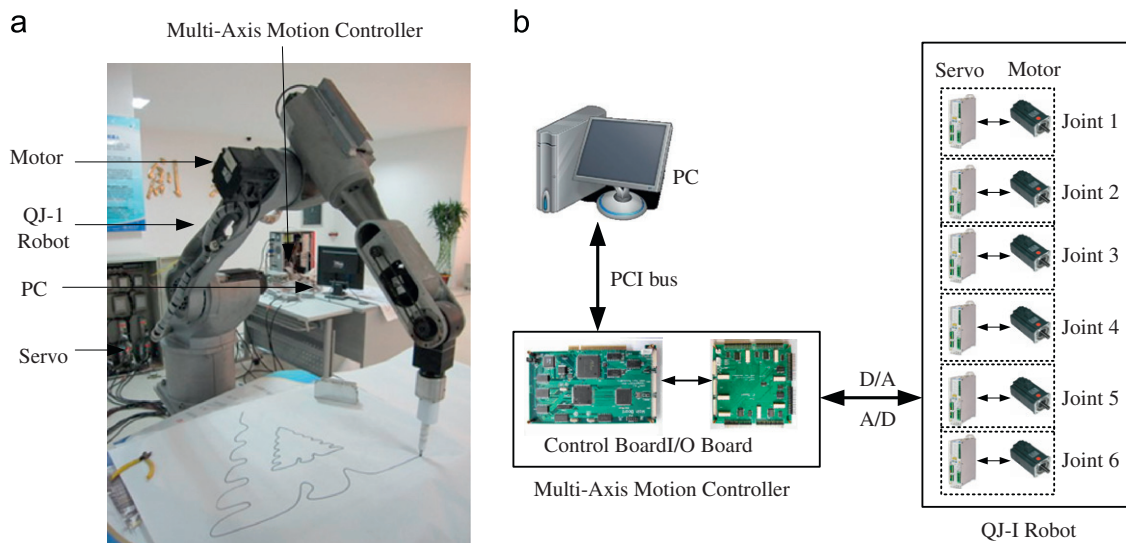 a
Multi-Axis Motion Controller
Motor
QJ-1
Robot
PC
Servo
b
PC
PCI bus
Control BoardI/O Board
Multi-Axis Motion Controller
D/A
A/D
Servo Motor
Joint 1
Joint 2
Joint 3
Joint 4
Joint 5
Joint 6
QJ-I Robot